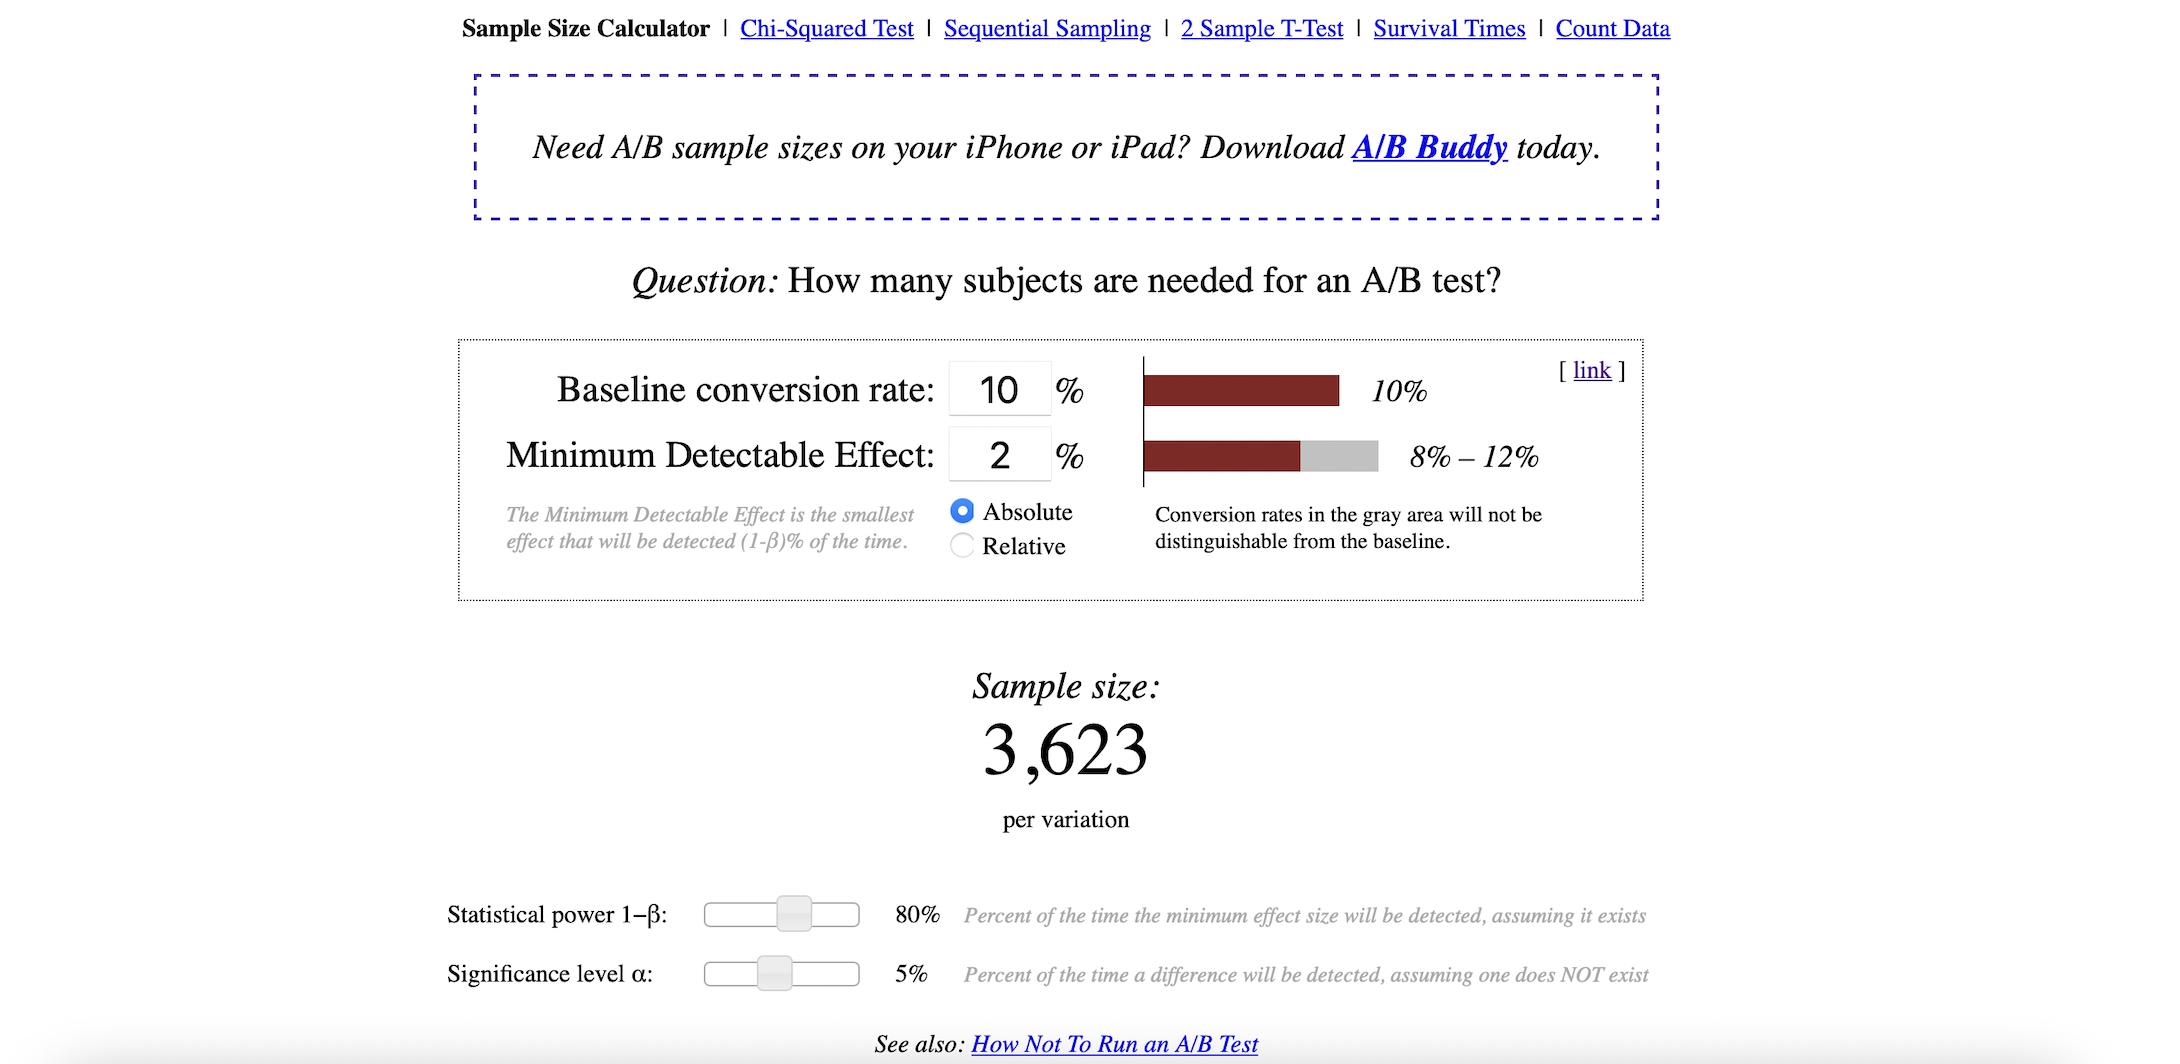 Sample Size Calculator | Chi-Squared Test | Sequential Sampling | 2 Sample T-Test | Survival Times | Count Data
Need A/B sample sizes on your iPhone or iPad? Download A/B Buddy today.
Question: How many subjects are needed for an A/B test?
[ link ]
Baseline conversion rate: 10 % 10%
Minimum Detectable Effect: 2 % 8% – 12%
The Minimum Detectable Effect is the smallest
effect that will be detected (1-β)% of the time.
Absolute
Relative
Conversion rates in the gray area will not be
distinguishable from the baseline.
Sample size:
3,623
per variation
Statistical power 1−β: 80% Percent of the time the minimum effect size will be detected, assuming it exists
Significance level α: 5% Percent of the time a difference will be detected, assuming one does NOT exist
See also: How Not To Run an A/B Test